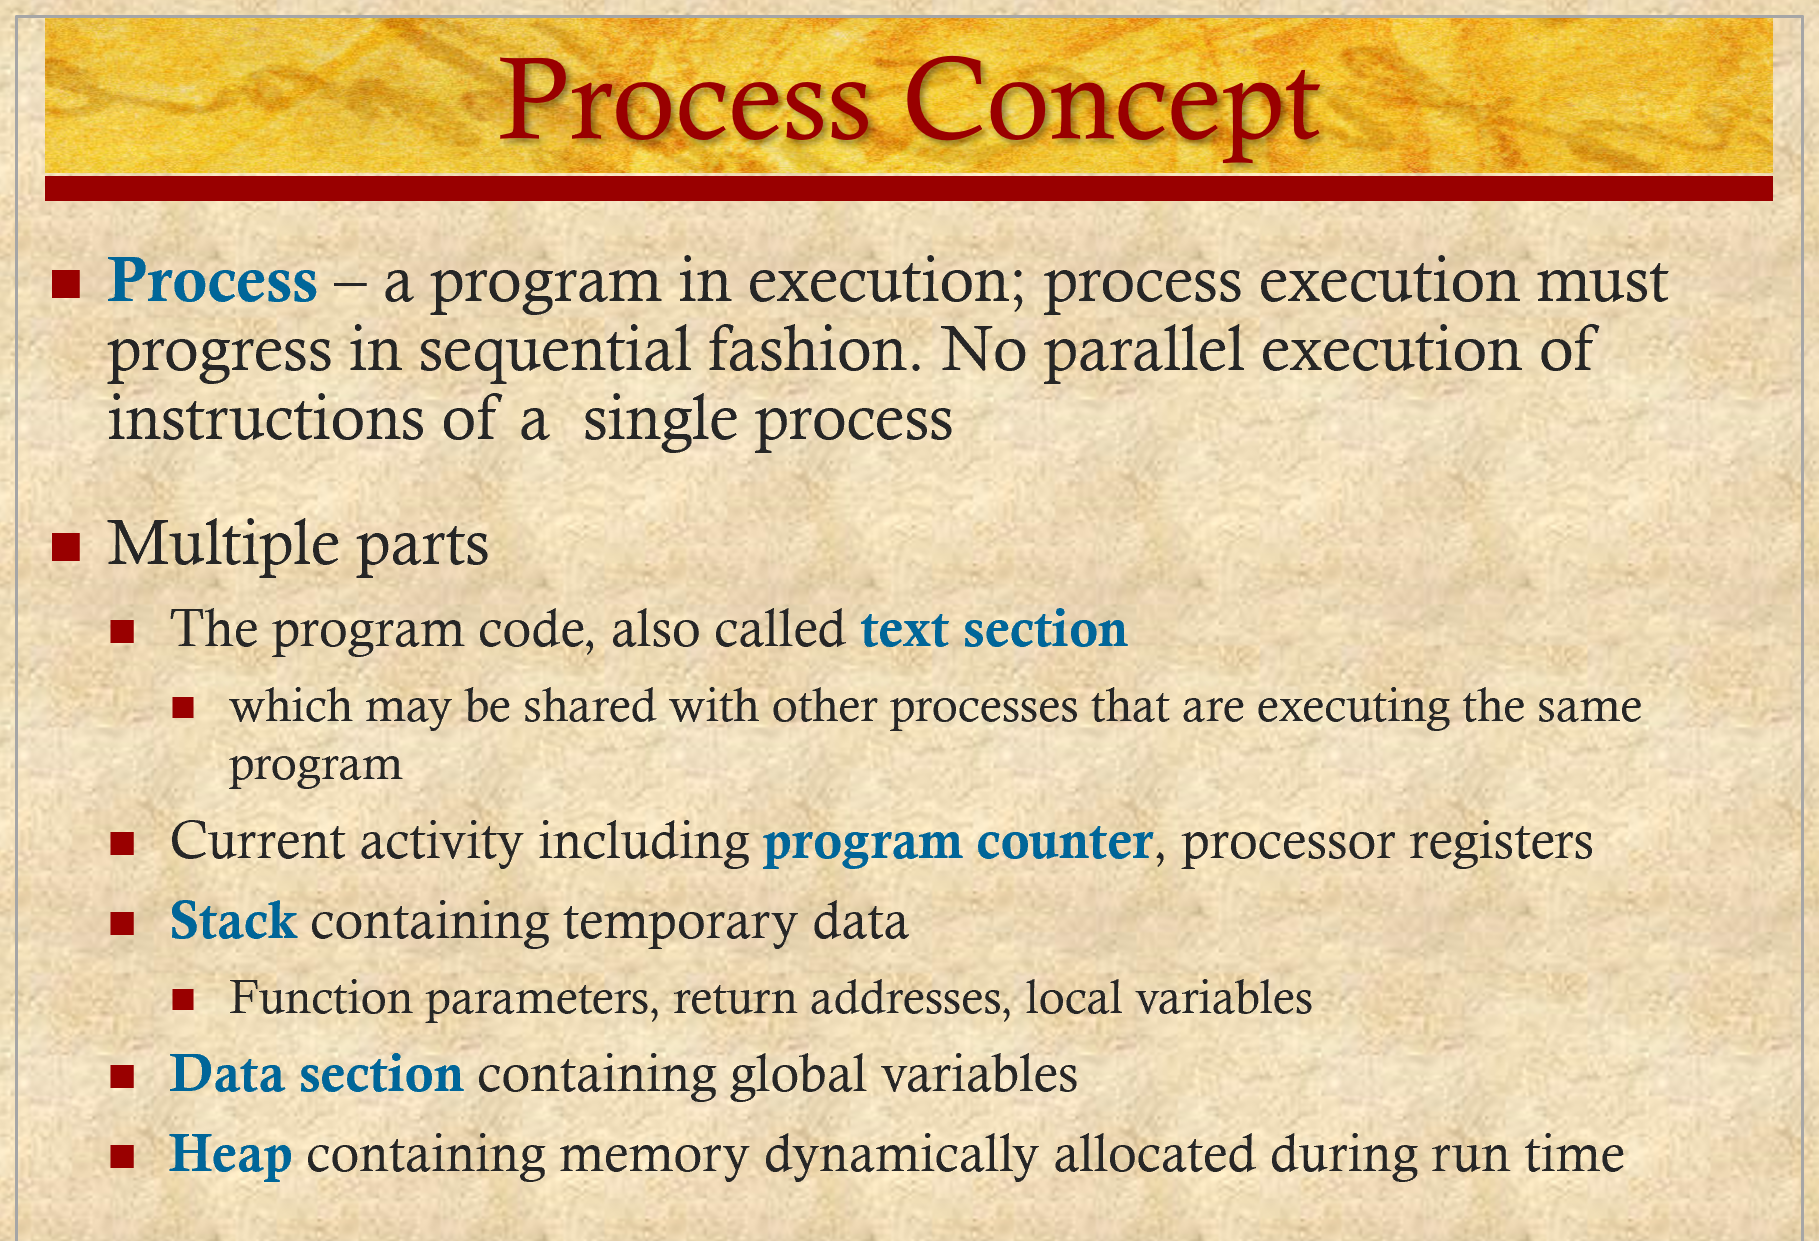 Process Concept
Process – a program in execution; process execution must
progress in sequential fashion. No parallel execution of
instructions of a single process
Multiple parts
The program code, also called text section
which may be shared with other processes that are executing the same
program
Current activity including program counter, processor registers
Stack containing temporary data
Function parameters, return addresses, local variables
Data section containing global variables
Heap containing memory dynamically allocated during run time